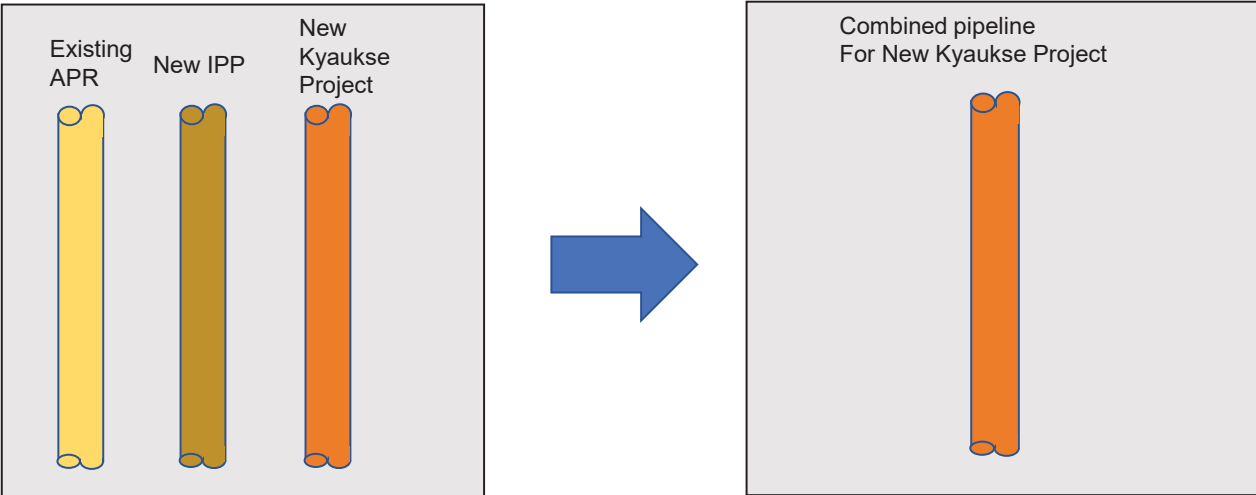 Existing
APR
New IPP
New
Kyaukse
Project
Combined pipeline
For New Kyaukse Project